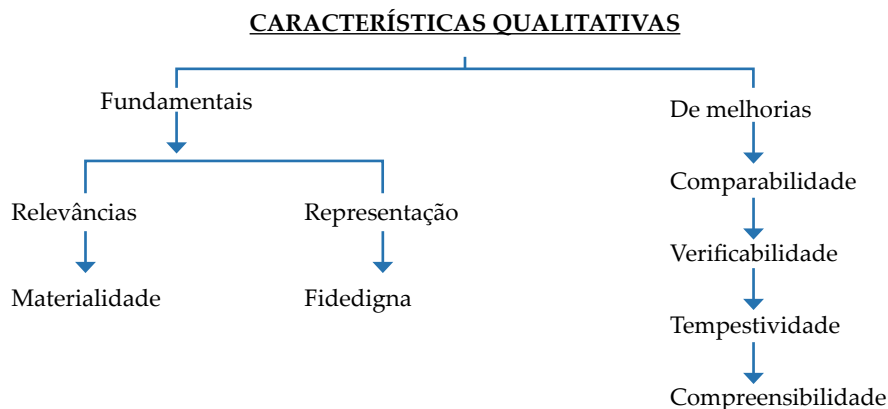 CARACTERÍSTICAS QUALITATIVAS
Fundamentais
De melhorias
Relevâncias
Representação
Materialidade
Fidedigna
Comparabilidade
Verificabilidade
Tempestividade
Compreensibilidade